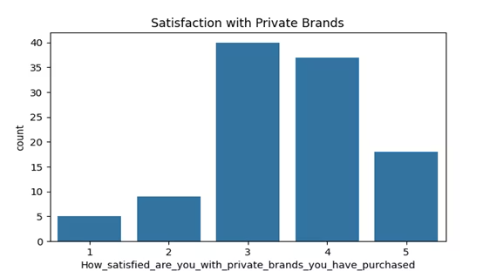 Satisfaction with Private Brands
40
35
30
25
20
15
10
5
0
count
1 2 3 4 5
How_satisfied_are_you_with_private_brands_you_have_purchased